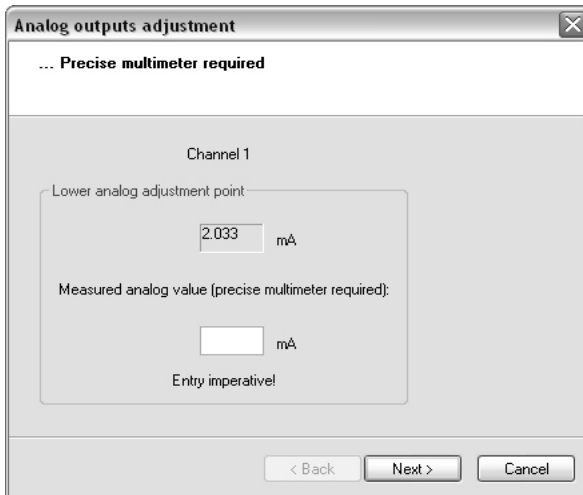 Analog outputs adjustment
... Precise multimeter required
Channel 1
Lower analog adjustment point
2.033 mA
Measured analog value (precise multimeter required):
mA
Entry imperative!
< Back Next > Cancel